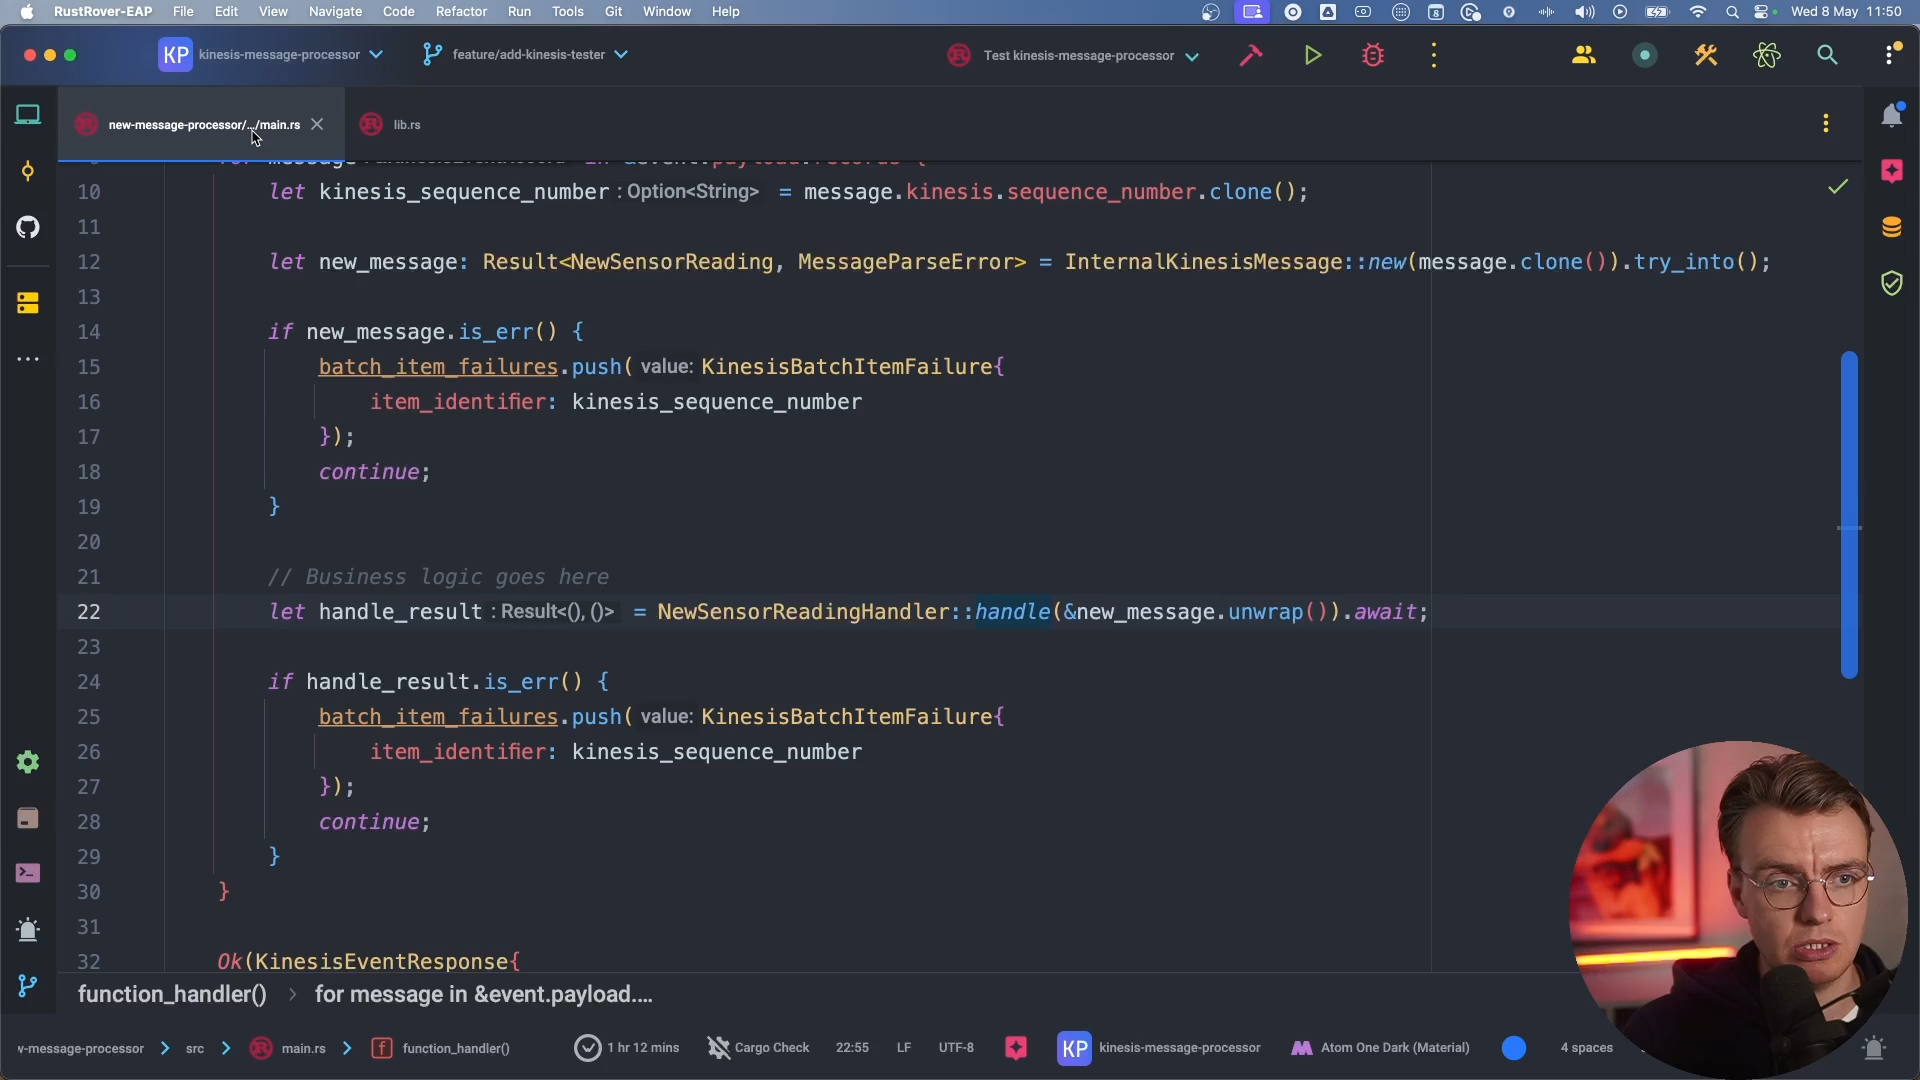 RustRover-EAP File Edit View Navigate Code Refactor Run Tools Git Window Help Wed 8 May 11:50
KP kinesis-message-processor feature/add-kinesis-tester Test kinesis-message-processor
new-message-processor/.../main.rs lib.rs
10 let kinesis_sequence_number : Option<String> = message.kinesis.sequence_number.clone();
11
12 let new_message: Result<NewSensorReading, MessageParseError> = InternalKinesisMessage::new(message.clone()).try_into();
13
14 if new_message.is_err() {
15 batch_item_failures.push( value: KinesisBatchItemFailure{
16 item_identifier: kinesis_sequence_number
17 });
18 continue;
19 }
20
21 // Business logic goes here
22 let handle_result : Result<(), ()> = NewSensorReadingHandler::handle(&new_message.unwrap()).await;
23
24 if handle_result.is_err() {
25 batch_item_failures.push( value: KinesisBatchItemFailure{
26 item_identifier: kinesis_sequence_number
27 });
28 continue;
29 }
30 }
31
32 Ok(KinesisEventResponse{
function_handler() > for message in &event.payload....
w-message-processor > src > main.rs > f function_handler() 1 hr 12 mins Cargo Check 22:55 LF UTF-8 KP kinesis-message-processor Atom One Dark (Material) 4 spaces